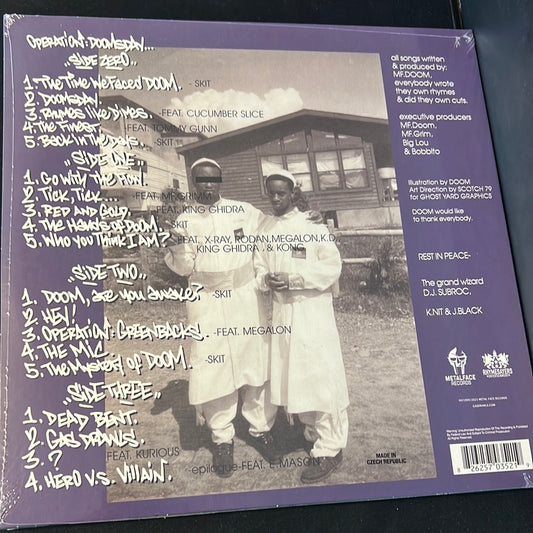 OPERATION: DOOMSDAY...
"SIDE ZERO"
1. THE TIME WE FACED DOOM. - SKIT
2. DOOMSDAY.
3. RHYMES LIKE DIMES. -FEAT. CUCUMBER SLICE
4. THE FINEST -FEAT. TOMMY GUNN
5. BACK IN THE DAYS. -SKIT
"SIDE ONE"
1. GO WITH THE FLOW.
2. TICK, TICK.... -FEAT. MF.GRIMM
3. RED AND GOLD. -FEAT. KING GHIDRA
4. THE HANDS OF DOOM. -SKIT
5. WHO YOU THINK I AM? -FEAT. X-RAY, RODAN, MEGALON, K.D.,
KING GHIDRA, & KONG
"SIDE TWO"
1. DOOM, ARE YOU AWAKE? -SKIT
2. HEY!
3. OPERATION: GREENBACKS. -FEAT. MEGALON
4. THE MIC
5. THE MYSTERY OF DOOM. -SKIT
"SIDE THREE"
1. DEAD BENT.
2. GAS DRAWLS.
3. ?
FEAT. KURIOUS
4. HERO V.S. VILLAIN. -epilogue-FEAT. E.MASON
all songs written
& produced by:
MF.DOOM,
everybody wrote
they own rhymes
& did they own cuts.
executive producers
MF.Doom,
MF.Grim,
Big Lou
& Bobbito
Illustration by DOOM
Art Direction by SCOTCH 79
for GHOST YARD GRAPHICS
DOOM would like
to thank everybody.
REST IN PEACE-
The grand wizard
D.J. SUBROC,
K.NIT & J.BLACK
METALFACE
RECORDS
RHYMESAYERS
MADE IN
CZECH REPUBLIC
8 26257 03521 9